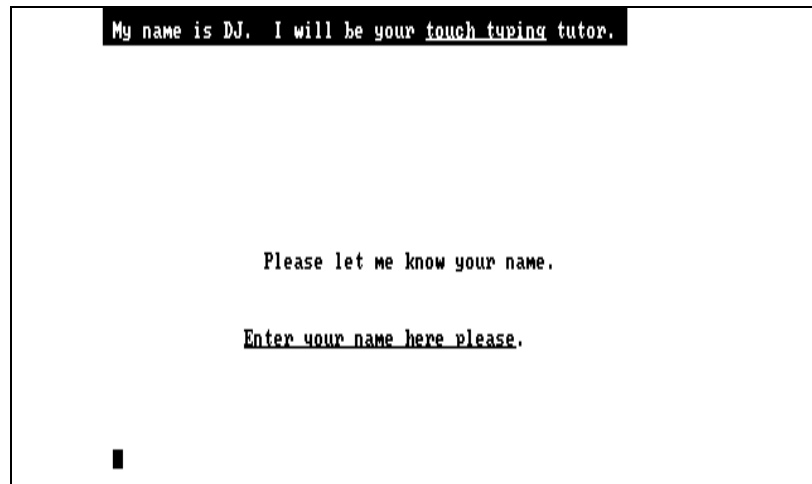 My name is DJ.  I will be your touch typing tutor.
Please let me know your name.
Enter your name here please.